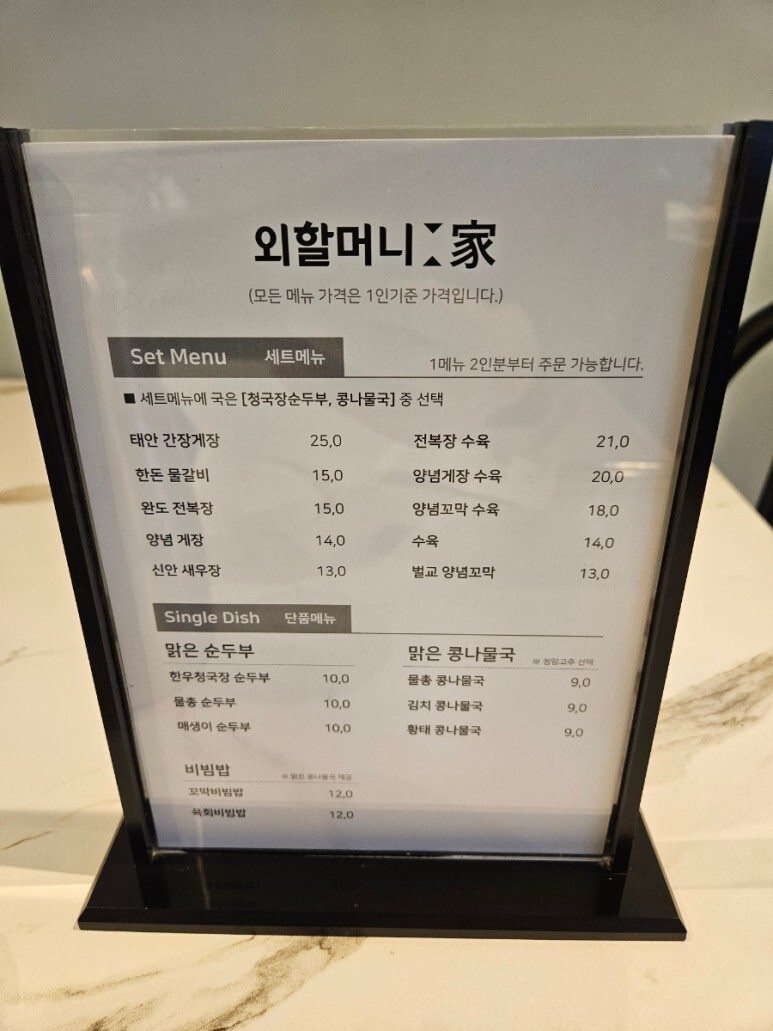 외할머니 家
(모든 메뉴 가격은 1인기준 가격입니다.)
Set Menu 세트메뉴 1메뉴 2인분부터 주문 가능합니다.
■ 세트메뉴에 국은 [청국장순두부, 콩나물국] 중 선택
태안 간장게장 25,0 전복장 수육 21,0
한돈 물갈비 15,0 양념게장 수육 20,0
완도 전복장 15,0 양념꼬막 수육 18,0
양념 게장 14,0 수육 14,0
신안 새우장 13,0 벌교 양념꼬막 13,0
Single Dish 단품메뉴
맑은 순두부 맑은 콩나물국 ※ 청양고추 선택
한우청국장 순두부 10,0 물총 콩나물국 9,0
물총 순두부 10,0 김치 콩나물국 9,0
매생이 순두부 10,0 황태 콩나물국 9,0
비빔밥 ※ 맑은 콩나물국 제공
꼬막비빔밥 12,0
육회비빔밥 12,0